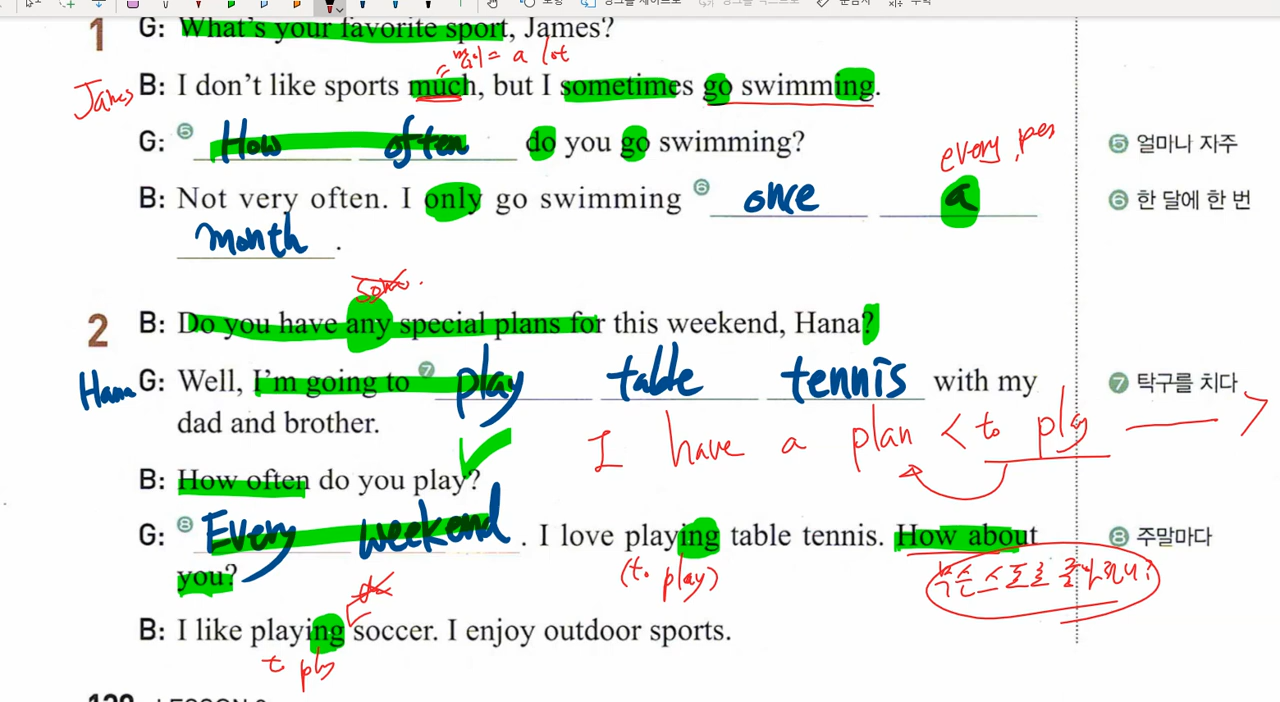 1 G: What's your favorite sport, James?
많이 = a lot
James B: I don't like sports much, but I sometimes go swimming.
G: ⑤ How often do you go swimming? ⑤ 얼마나 자주
every, per
B: Not very often. I only go swimming ⑥ once a ⑥ 한 달에 한 번
month.
some
2 B: Do you have any special plans for this weekend, Hana?
Hana G: Well, I'm going to ⑦ play table tennis with my ⑦ 탁구를 치다
dad and brother.
I have a plan < to play >
B: How often do you play?
G: ⑧ Every weekend. I love playing table tennis. How about ⑧ 주말마다
you?
(to play)
무슨 스포츠를 좋아하니?
B: I like playing soccer. I enjoy outdoor sports.
to play